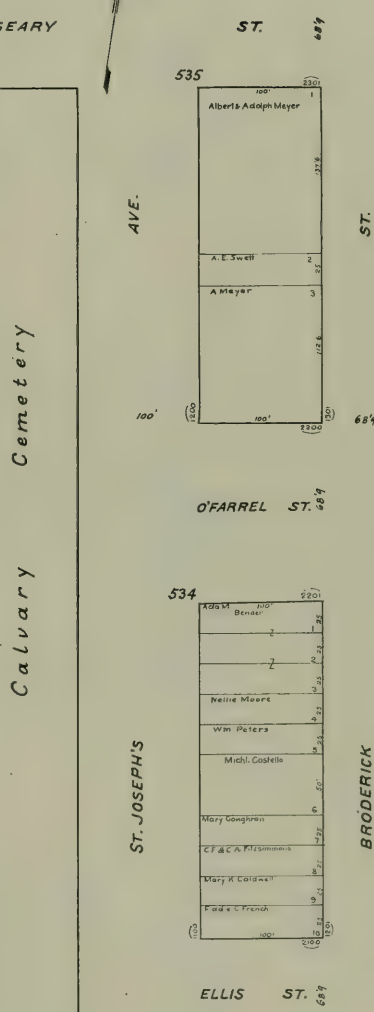 GEARY ST. 68'9
535
(2301)
100' 1
Albert & Adolph Meyer
137'6
AVE.
ST.
A. E. Swett 2
25
A Meyer 3
112'6
100' (1200) 100' (1301) 68'9
(2200)
Calvary Cemetery
O'FARREL ST. 68'9
534
(2201)
Ada M 100'
Bender
25
1
25
2
25
3
Nellie Moore 25
4
Wm Peters 25
5
Michl. Costello
50'
6
Mary Coughran
7 25
C F & C A Fitzsimmons
8 25
Mary K Caldwell
9 25
C French
25
(1100) 100' 10 (1201)
(2100)
ST. JOSEPH'S
BRODERICK
ELLIS ST. 68'9